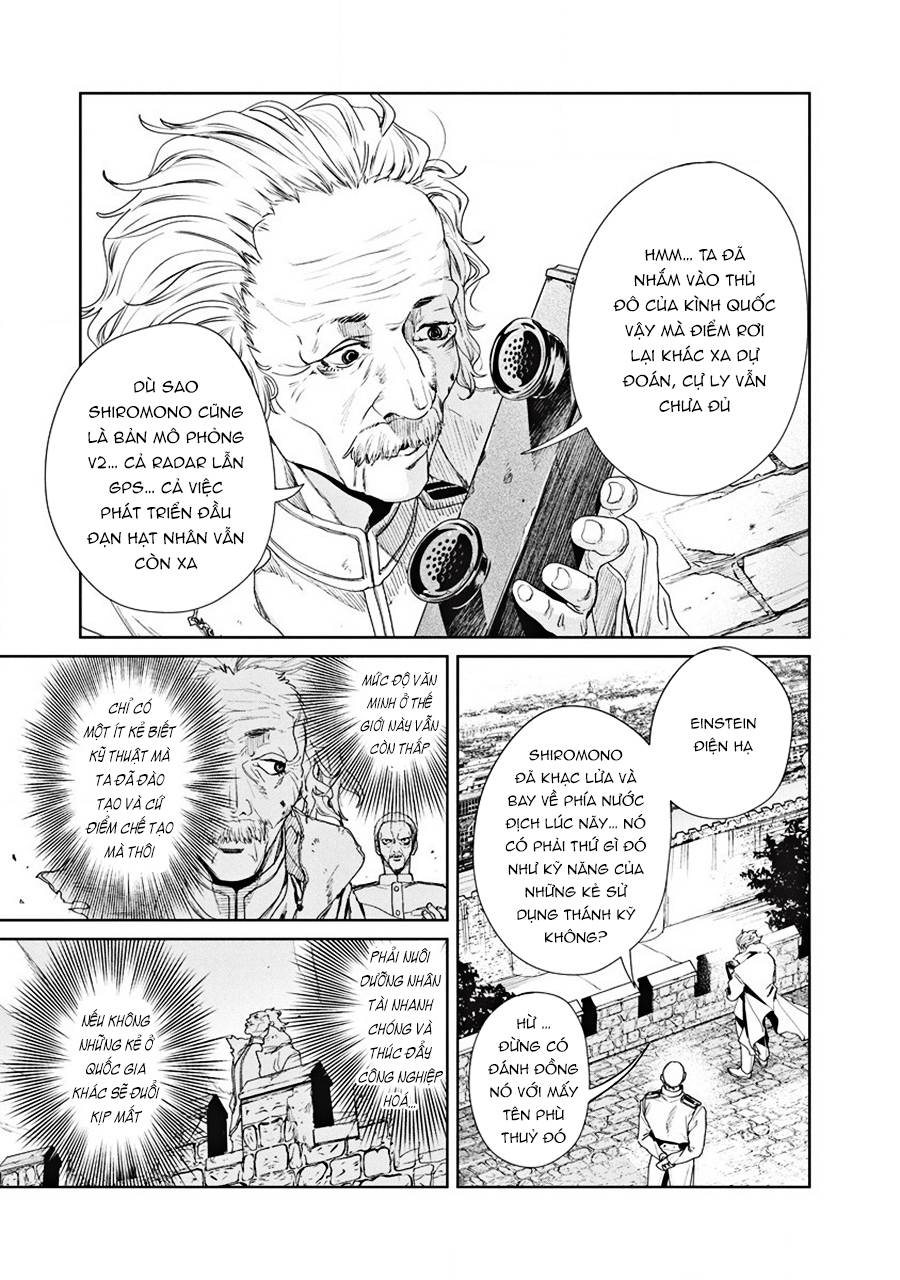 HMM... TA ĐÃ
NHẮM VÀO THỦ
ĐÔ CỦA KÌNH QUỐC
VẬY MÀ ĐIỂM RƠI
LẠI KHÁC XA DỰ
ĐOÁN, CỰ LY VẪN
CHƯA ĐỦ
DÙ SAO
SHIROMONO CŨNG
LÀ BẢN MÔ PHỎNG
V2... CẢ RADAR LẪN
GPS... CẢ VIỆC
PHÁT TRIỂN ĐẦU
ĐẠN HẠT NHÂN VẪN
CÒN XA
EINSTEIN
ĐIỆN HẠ
SHIROMONO
ĐÃ KHẠC LỬA VÀ
BAY VỀ PHÍA NƯỚC
ĐỊCH LÚC NÃY... NÓ
CÓ PHẢI THỨ GÌ ĐÓ
NHƯ KỸ NĂNG CỦA
NHỮNG KẺ SỬ
DỤNG THÁNH KỸ
KHÔNG?
HỪ ...
ĐỪNG CÓ
ĐÁNH ĐỒNG
NÓ VỚI MẤY
TÊN PHÙ
THUỶ ĐÓ
MỨC ĐỘ VĂN
MINH Ở THẾ
GIỚI NÀY VẪN
CÒN THẤP
CHỈ CÓ
MỘT ÍT KẺ BIẾT
KỸ THUẬT MÀ
TA ĐÃ ĐÀO
TẠO VÀ CỨ
ĐIỂM CHẾ TẠO
MÀ THÔI
PHẢI NUÔI
DƯỠNG NHÂN
TÀI NHANH
CHÓNG VÀ
THÚC ĐẨY
CÔNG NGHIỆP
HOÁ...
NẾU KHÔNG
NHỮNG KẺ Ở
QUỐC GIA
KHÁC SẼ ĐUỔI
KỊP MẤT